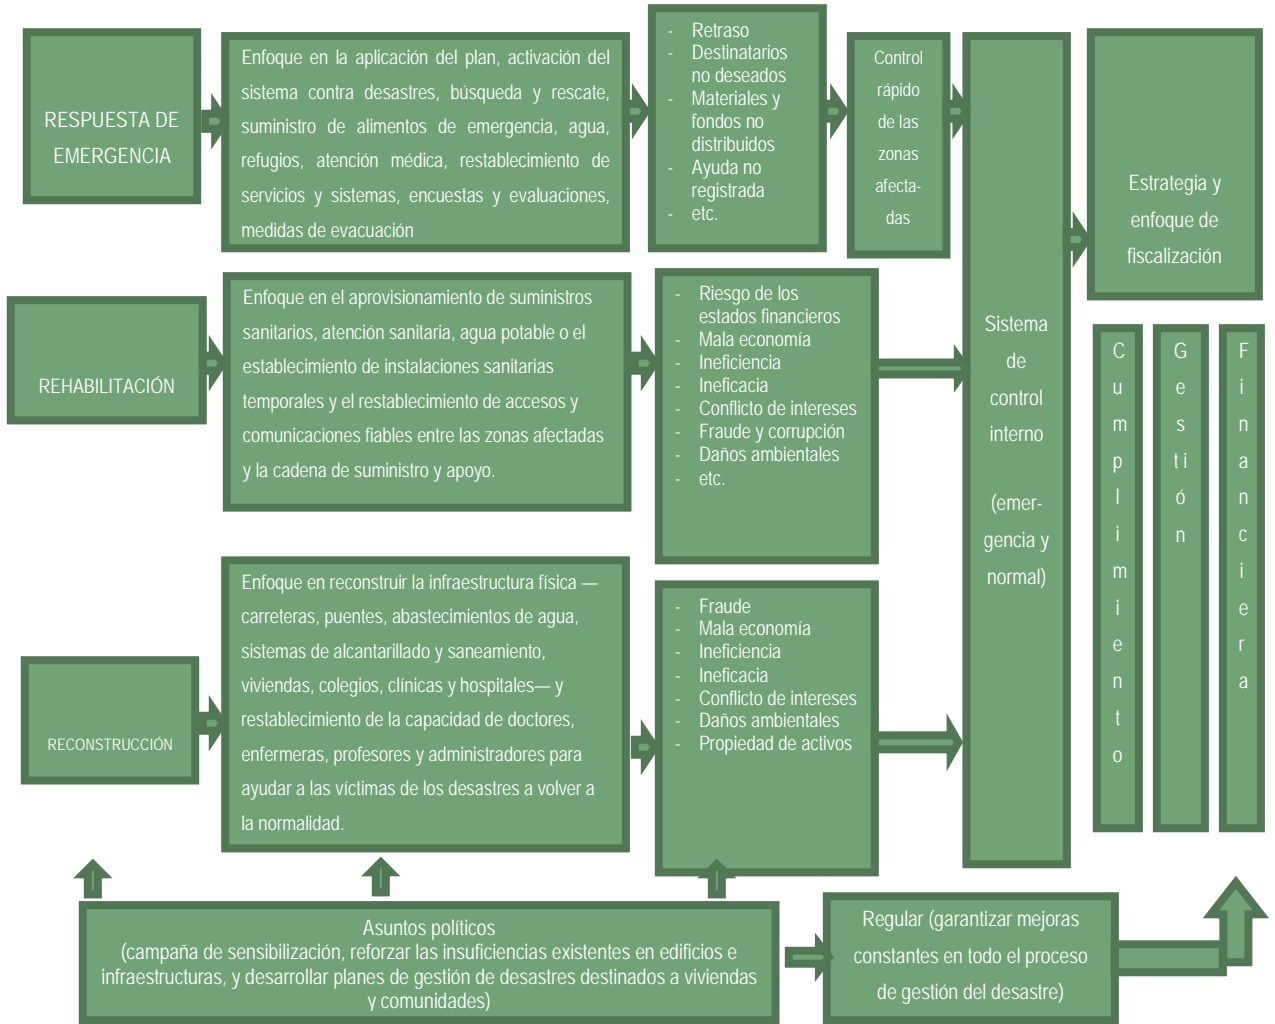 RESPUESTA DE
EMERGENCIA
Enfoque en la aplicación del plan, activación del
sistema contra desastres, búsqueda y rescate,
suministro de alimentos de emergencia, agua,
refugios, atención médica, restablecimiento de
servicios y sistemas, encuestas y evaluaciones,
medidas de evacuación
- Retraso
- Destinatarios
no deseados
- Materiales y
fondos no
distribuidos
- Ayuda no
registrada
- etc.
Control
rápido
de las
zonas
afecta-
das
REHABILITACIÓN
Enfoque en el aprovisionamiento de suministros
sanitarios, atención sanitaria, agua potable o el
establecimiento de instalaciones sanitarias
temporales y el restablecimiento de accesos y
comunicaciones fiables entre las zonas afectadas
y la cadena de suministro y apoyo.
- Riesgo de los
estados financieros
- Mala economía
- Ineficiencia
- Ineficacia
- Conflicto de intereses
- Fraude y corrupción
- Daños ambientales
- etc.
RECONSTRUCCIÓN
Enfoque en reconstruir la infraestructura física —
carreteras, puentes, abastecimientos de agua,
sistemas de alcantarillado y saneamiento,
viviendas, colegios, clínicas y hospitales— y
restablecimiento de la capacidad de doctores,
enfermeras, profesores y administradores para
ayudar a las víctimas de los desastres a volver a
la normalidad.
- Fraude
- Mala economía
- Ineficiencia
- Ineficacia
- Conflicto de intereses
- Daños ambientales
- Propiedad de activos
Sistema
de
control
interno
(emer-
gencia y
normal)
Estrategia y
enfoque de
fiscalización
C
u
m
p
l
i
m
i
e
n
t
o
G
e
s
ti
ó
n
F
i
n
a
n
c
i
e
r
a
Asuntos políticos
(campaña de sensibilización, reforzar las insuficiencias existentes en edificios e
infraestructuras, y desarrollar planes de gestión de desastres destinados a viviendas
y comunidades)
Regular (garantizar mejoras
constantes en todo el proceso
de gestión del desastre)